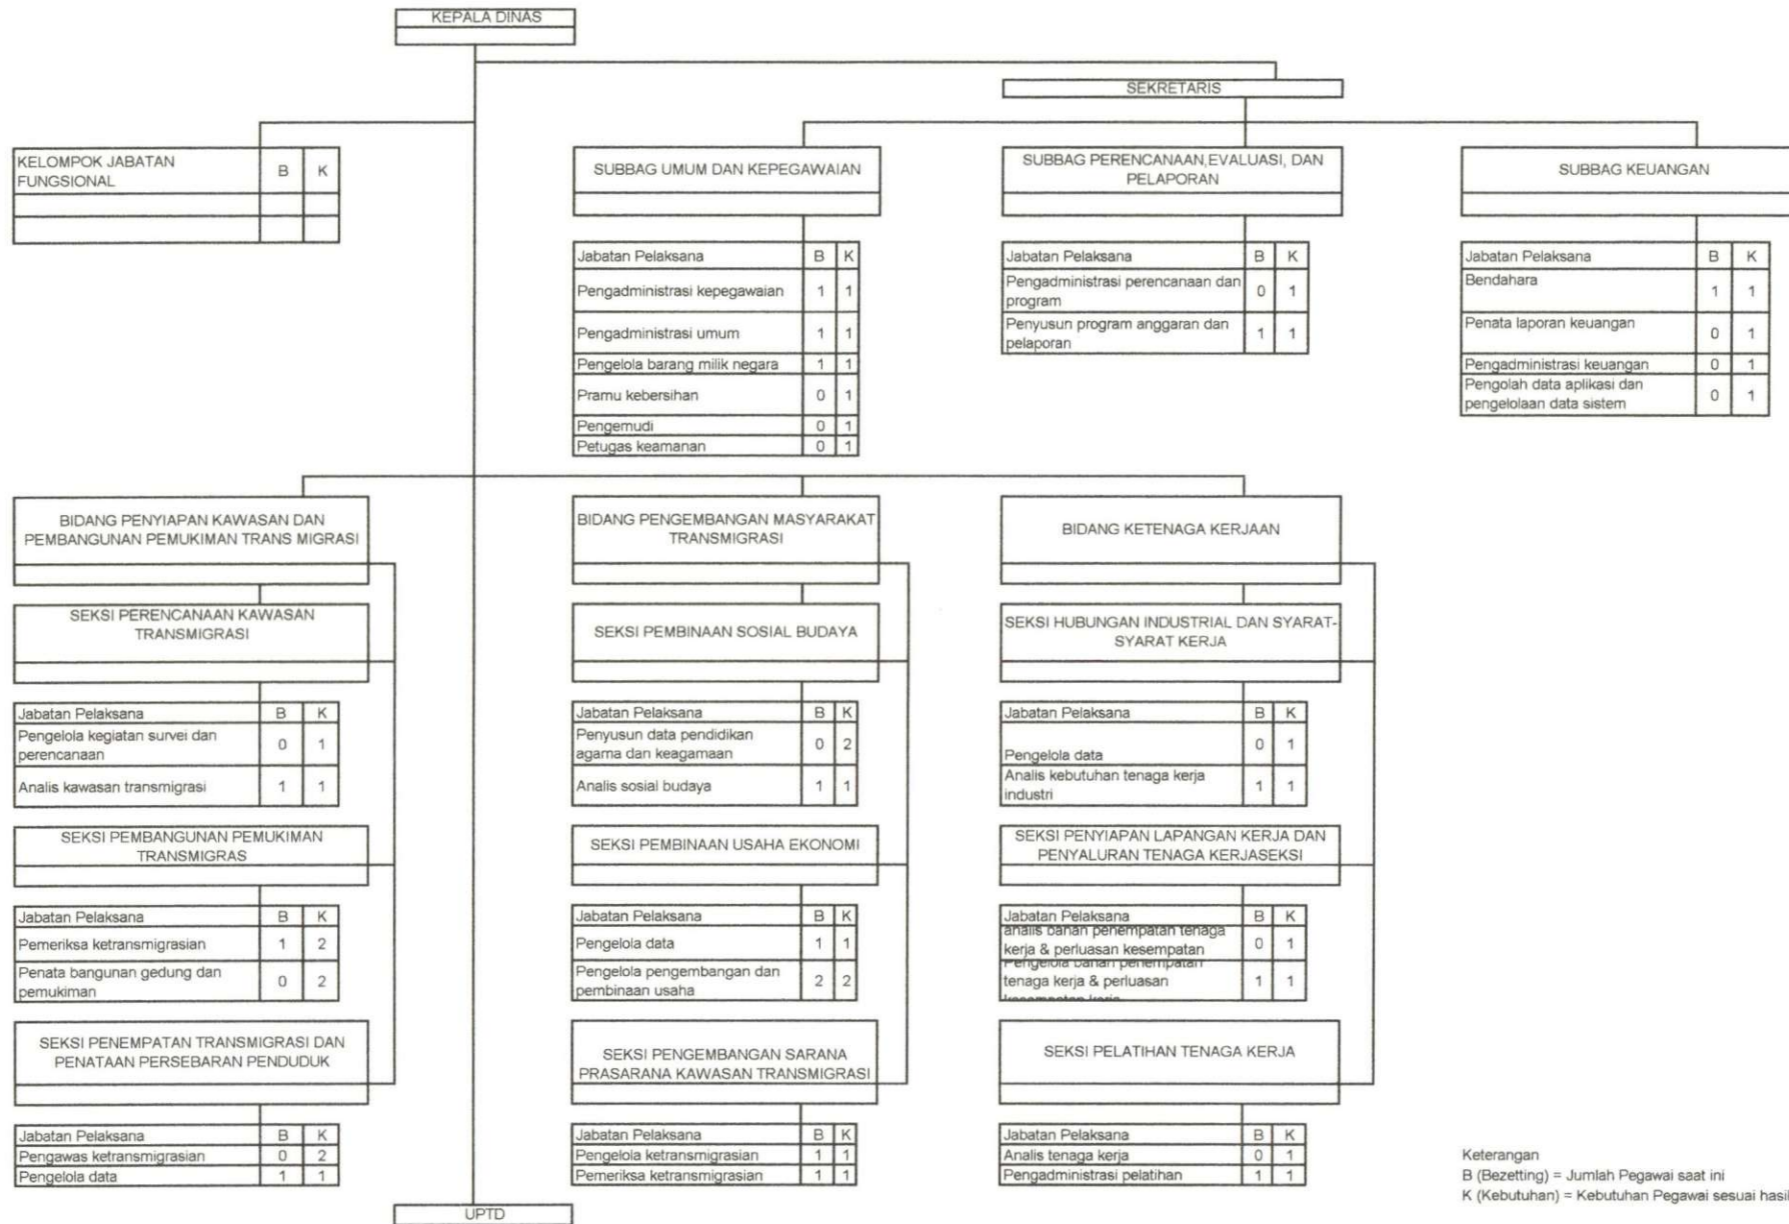 KEPALA DINAS
SEKRETARIS
KELOMPOK JABATAN
FUNGSIONAL
B K
SUBBAG UMUM DAN KEPEGAWAIAN
SUBBAG PERENCANAAN,EVALUASI, DAN
PELAPORAN
SUBBAG KEUANGAN
Jabatan Pelaksana B K
Pengadministrasi kepegawaian 1 1
Pengadministrasi umum 1 1
Pengelola barang milik negara 1 1
Pramu kebersihan 0 1
Pengemudi 0 1
Petugas keamanan 0 1
Jabatan Pelaksana B K
Pengadministrasi perencanaan dan
program 0 1
Penyusun program anggaran dan
pelaporan 1 1
Jabatan Pelaksana B K
Bendahara 1 1
Penata laporan keuangan 0 1
Pengadministrasi keuangan 0 1
Pengolah data aplikasi dan
pengelolaan data sistem 0 1
BIDANG PENYIAPAN KAWASAN DAN
PEMBANGUNAN PEMUKIMAN TRANS MIGRASI
SEKSI PERENCANAAN KAWASAN
TRANSMIGRASI
Jabatan Pelaksana B K
Pengelola kegiatan survei dan
perencanaan 0 1
Analis kawasan transmigrasi 1 1
SEKSI PEMBANGUNAN PEMUKIMAN
TRANSMIGRAS
Jabatan Pelaksana B K
Pemeriksa ketransmigrasian 1 2
Penata bangunan gedung dan
pemukiman 0 2
SEKSI PENEMPATAN TRANSMIGRASI DAN
PENATAAN PERSEBARAN PENDUDUK
Jabatan Pelaksana B K
Pengawas ketransmigrasian 0 2
Pengelola data 1 1
BIDANG PENGEMBANGAN MASYARAKAT
TRANSMIGRASI
SEKSI PEMBINAAN SOSIAL BUDAYA
Jabatan Pelaksana B K
Penyusun data pendidikan
agama dan keagamaan 0 2
Analis sosial budaya 1 1
SEKSI PEMBINAAN USAHA EKONOMI
Jabatan Pelaksana B K
Pengelola data 1 1
Pengelola pengembangan dan
pembinaan usaha 2 2
SEKSI PENGEMBANGAN SARANA
PRASARANA KAWASAN TRANSMIGRASI
Jabatan Pelaksana B K
Pengelola ketransmigrasian 1 1
Pemeriksa ketransmigrasian 1 1
BIDANG KETENAGA KERJAAN
SEKSI HUBUNGAN INDUSTRIAL DAN SYARAT-
SYARAT KERJA
Jabatan Pelaksana B K
Pengelola data 0 1
Analis kebutuhan tenaga kerja
industri 1 1
SEKSI PENYIAPAN LAPANGAN KERJA DAN
PENYALURAN TENAGA KERJASEKSI
Jabatan Pelaksana B K
analis bahan penempatan tenaga
kerja & perluasan kesempatan 0 1
Pengelola bahan penempatan
tenaga kerja & perluasan 1 1
kesempatan kerja
SEKSI PELATIHAN TENAGA KERJA
Jabatan Pelaksana B K
Analis tenaga kerja 0 1
Pengadministrasi pelatihan 1 1
UPTD
Keterangan
B (Bezetting) = Jumlah Pegawai saat ini
K (Kebutuhan) = Kebutuhan Pegawai sesuai hasil